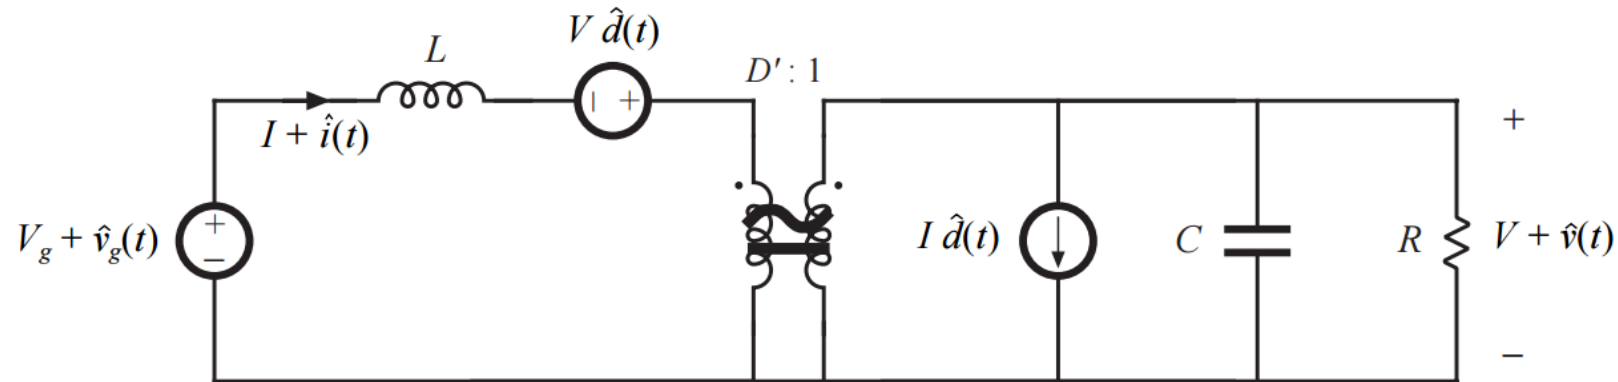 L
V d̂(t)
D′ : 1
+ −
I + î(t)
− +
V_g + v̂_g(t)
+
−
I d̂(t)
C
R
V + v̂(t)